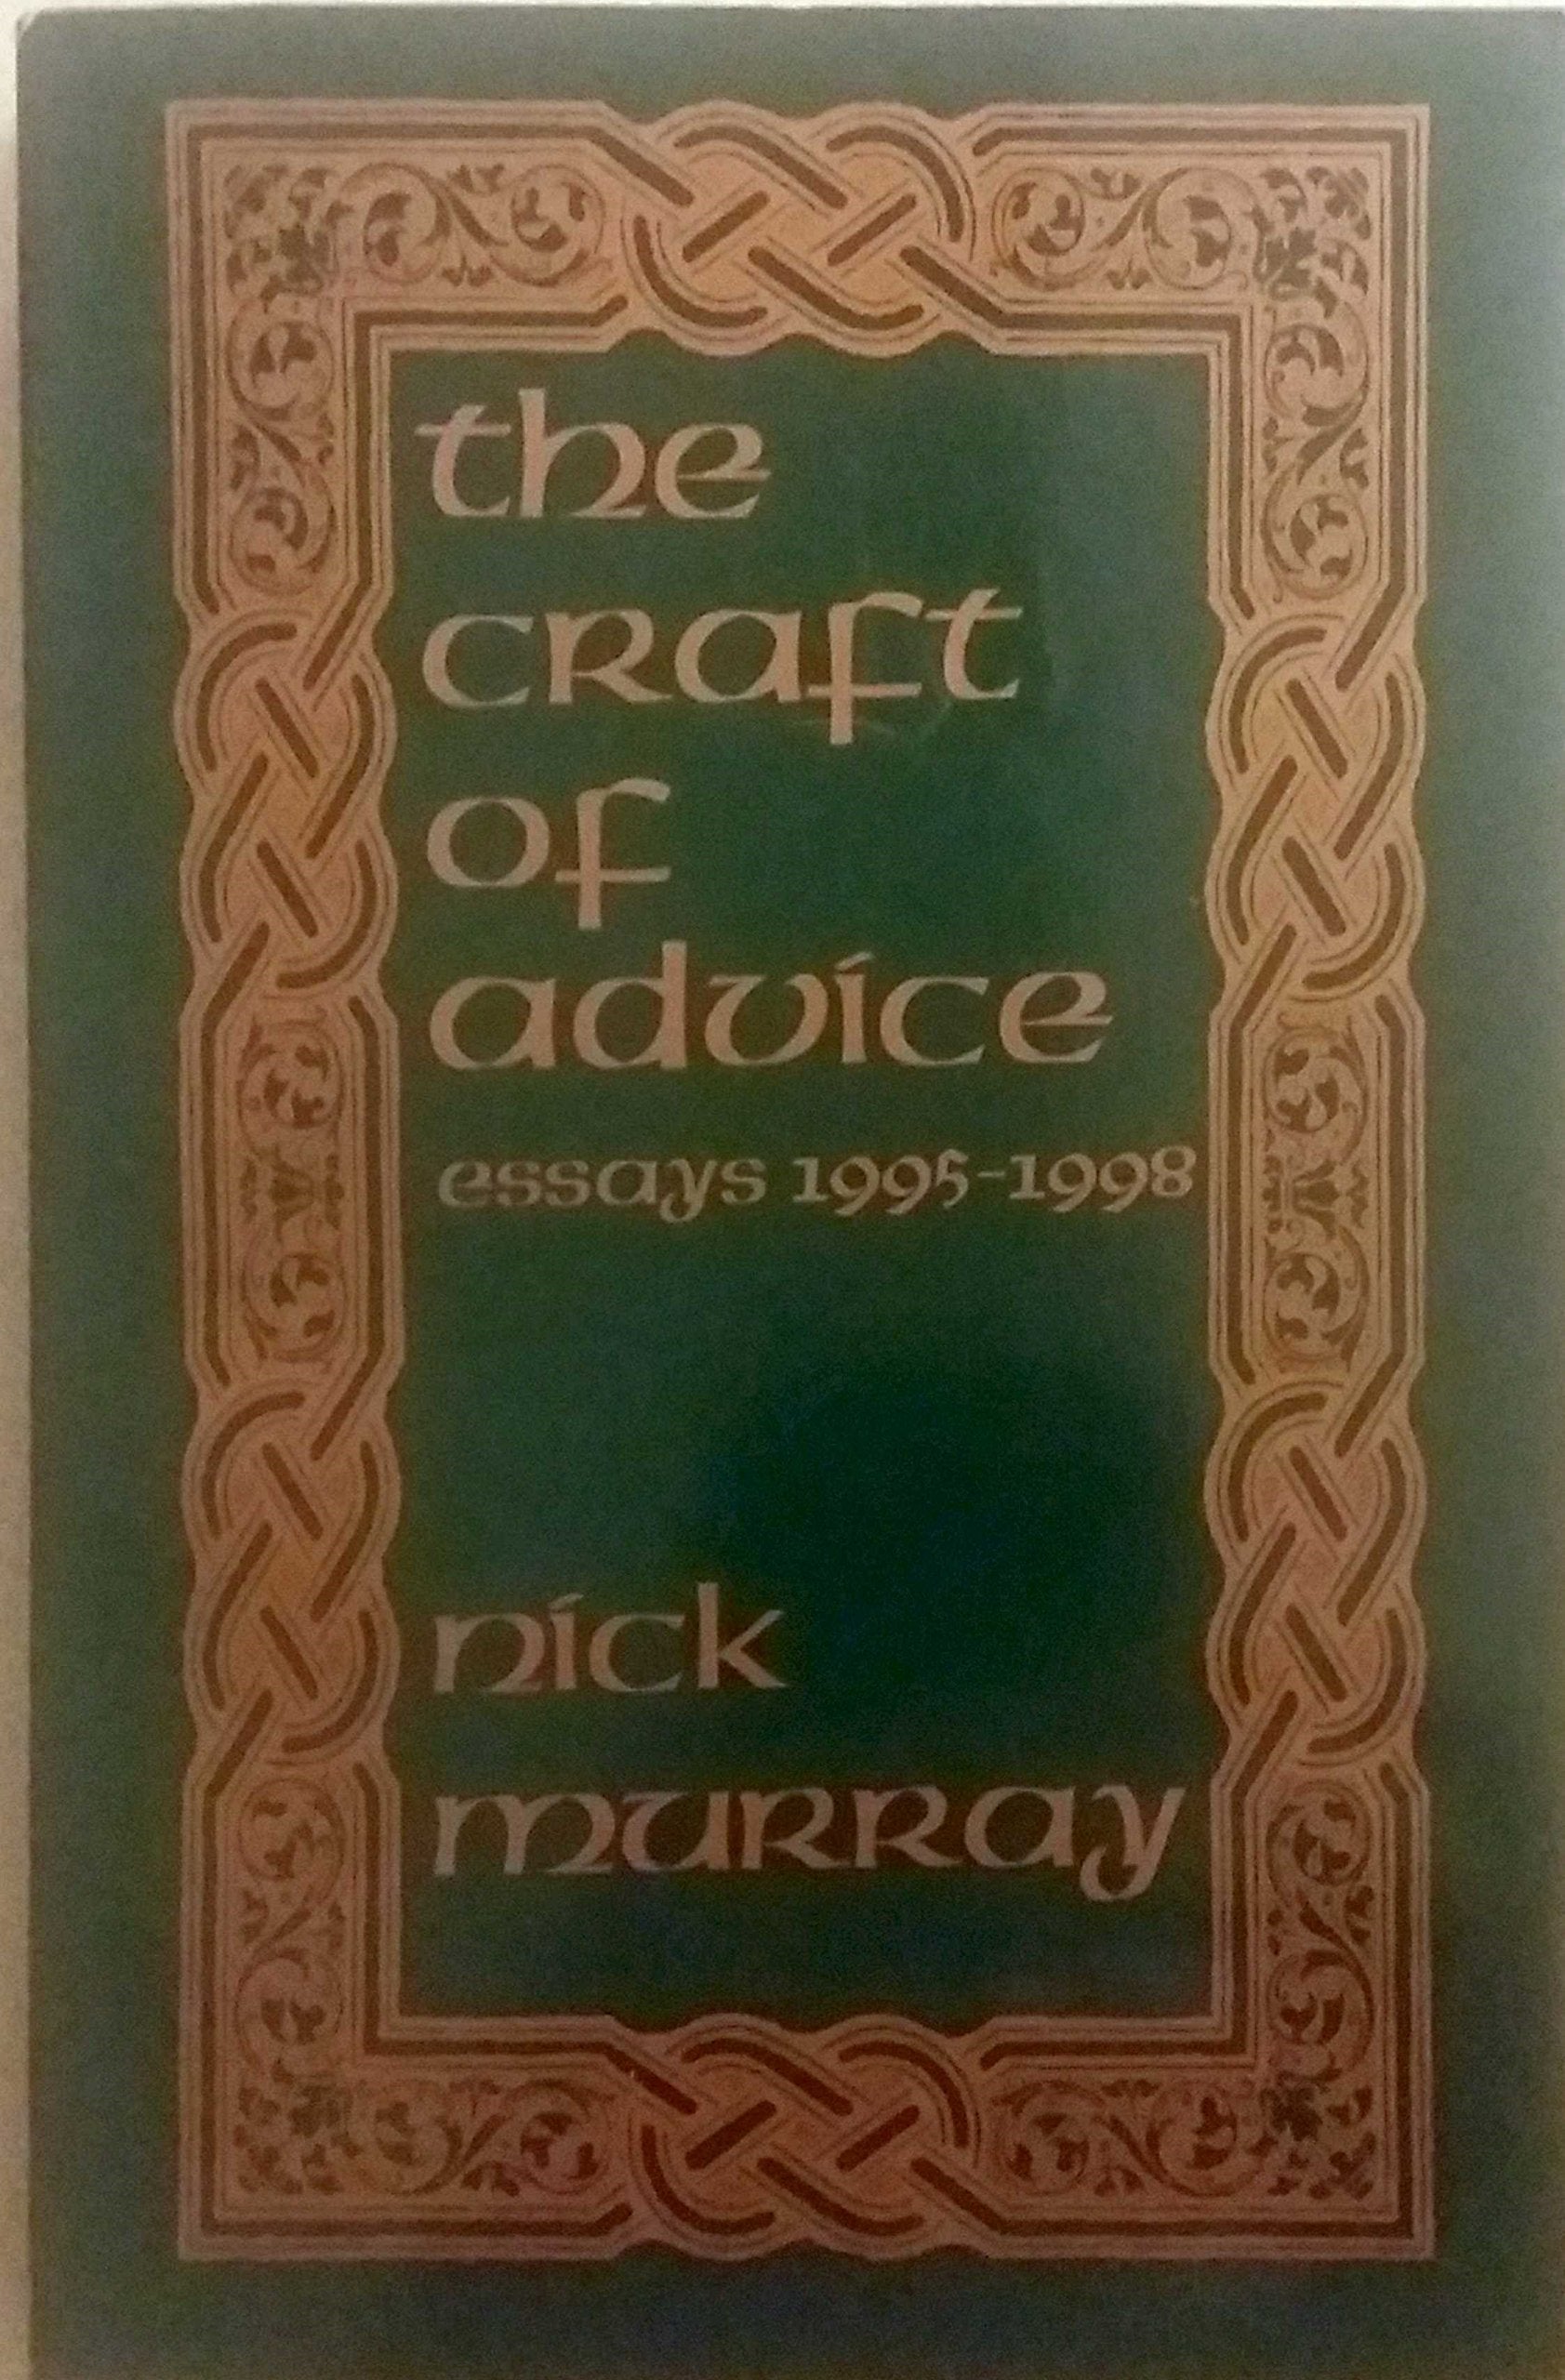 the
craft
of
advice
essays 1995-1998
nick
murray